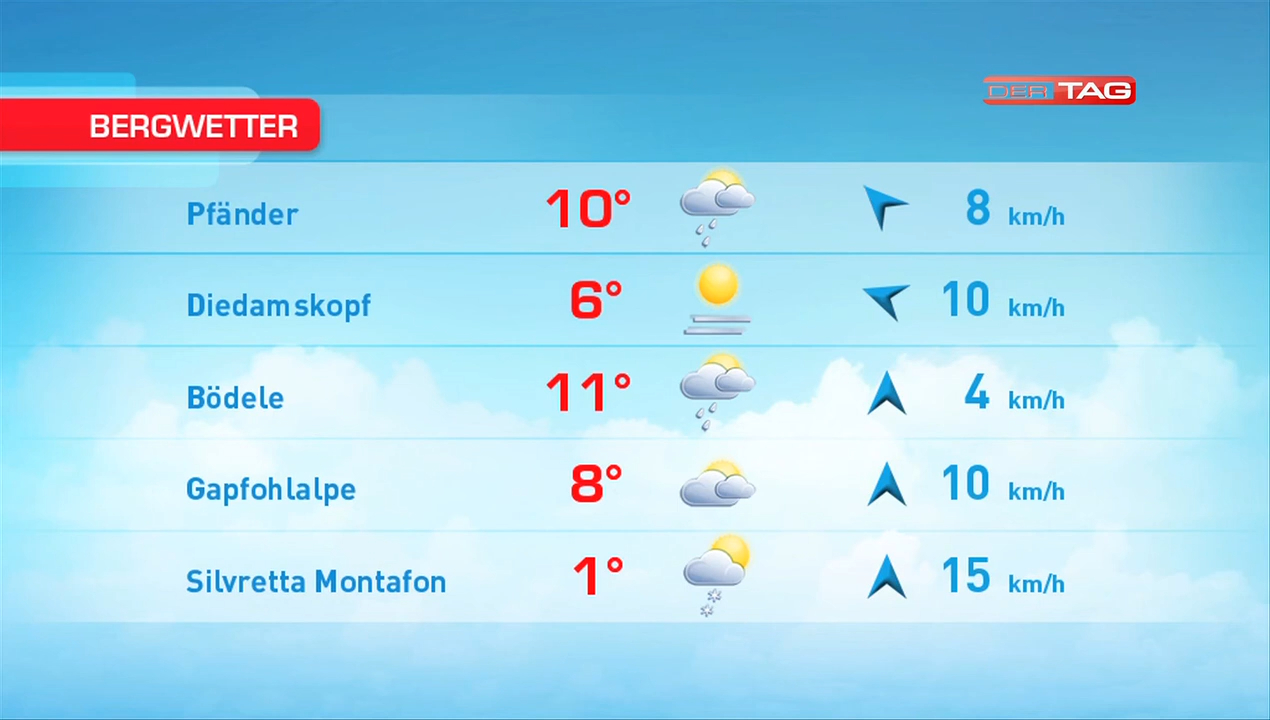 DER TAG
BERGWETTER
Pfänder 10° 8 km/h
Diedamskopf 6° 10 km/h
Bödele 11° 4 km/h
Gapfohlalpe 8° 10 km/h
Silvretta Montafon 1° 15 km/h